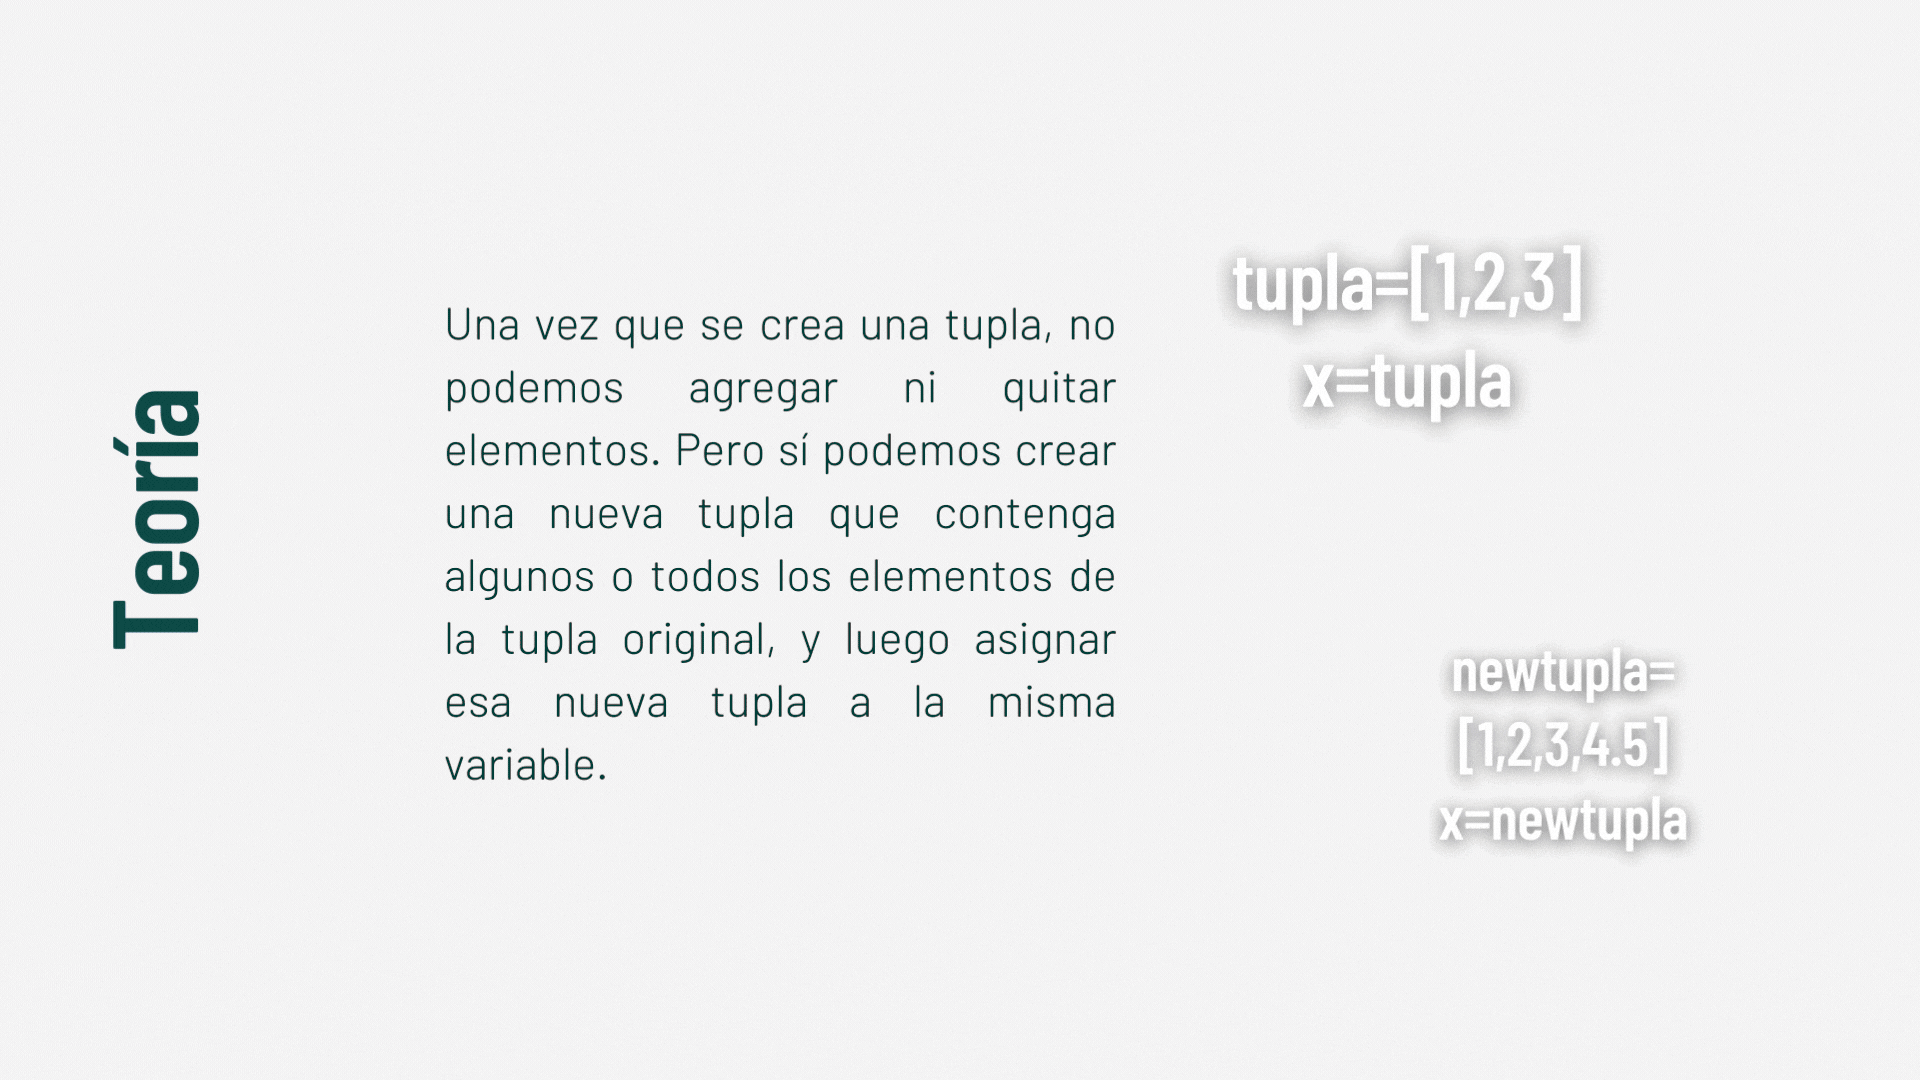 Teoría
Una vez que se crea una tupla, no
podemos agregar ni quitar
elementos. Pero sí podemos crear
una nueva tupla que contenga
algunos o todos los elementos de
la tupla original, y luego asignar
esa nueva tupla a la misma
variable.
tupla=[1,2,3]
x=tupla
newtupla=
[1,2,3,4.5]
x=newtupla